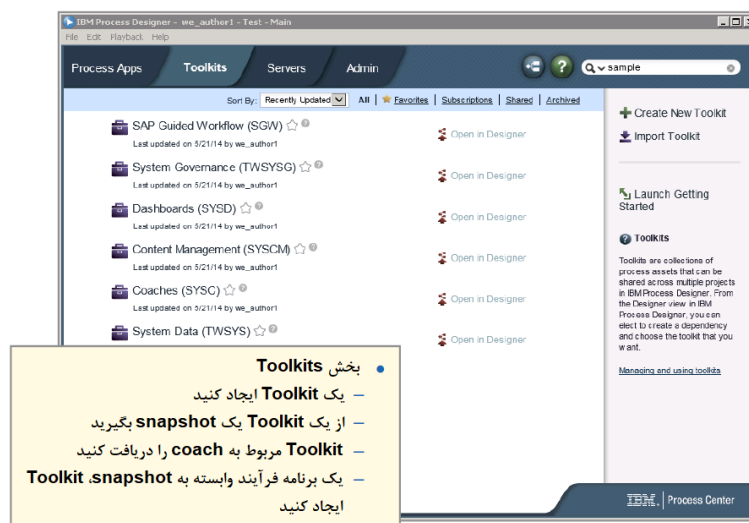 IBM Process Designer - we_author1 - Test - Main
File Edit Playback Help
Process Apps Toolkits Servers Admin
sample
Sort By: Recently Updated All | Favorites | Subscriptions | Shared | Archived
SAP Guided Workflow (SGW)
Last updated on 5/21/14 by we_author1
Open in Designer
System Governance (TWSYSG)
Last updated on 5/21/14 by we_author1
Open in Designer
Dashboards (SYSD)
Last updated on 5/21/14 by we_author1
Open in Designer
Content Management (SYSCM)
Last updated on 5/21/14 by we_author1
Open in Designer
Coaches (SYSC)
Last updated on 5/21/14 by we_author1
Open in Designer
System Data (TWSYS)
Open in Designer
Create New Toolkit
Import Toolkit
Launch Getting
Started
Toolkits
Toolkits are collections of
process assets that can be
shared across multiple projects
in IBM Process Designer. From
the Designer view in IBM
Process Designer, you can
elect to create a dependency
and choose the toolkit that you
want.
Managing and using toolkits
• بخش Toolkits
– یک Toolkit ایجاد کنید
– از یک Toolkit یک snapshot بگیرید
– Toolkit مربوط به coach را دریافت کنید
– یک برنامه فرآیند وابسته به Toolkit ،snapshot
ایجاد کنید
IBM. Process Center